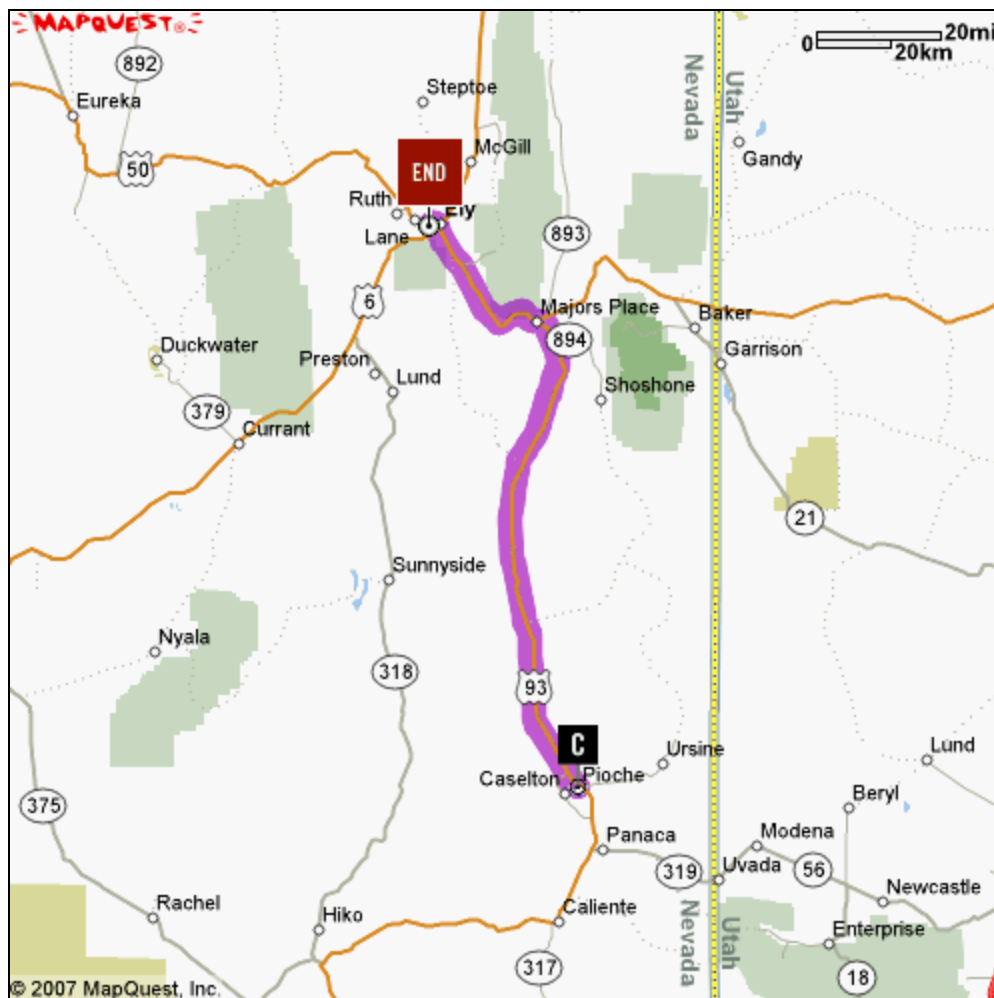 MAPQUEST®
0 20mi
20km
892
Steptoe
Nevada
Utah
Eureka
Gandy
50
McGill
END
Ruth
Ely
Lane
893
6
Majors Place
Baker
894
Duckwater
Garrison
Preston
Lund
Shoshone
379
Currant
21
Sunnyside
Nyala
318
93
C
Ursine
Lund
Caselton
Pioche
375
Beryl
Panaca
Modena
319
Uvada
56
Newcastle
Rachel
Hiko
Caliente
Nevada
Utah
Enterprise
317
18
© 2007 MapQuest, Inc.